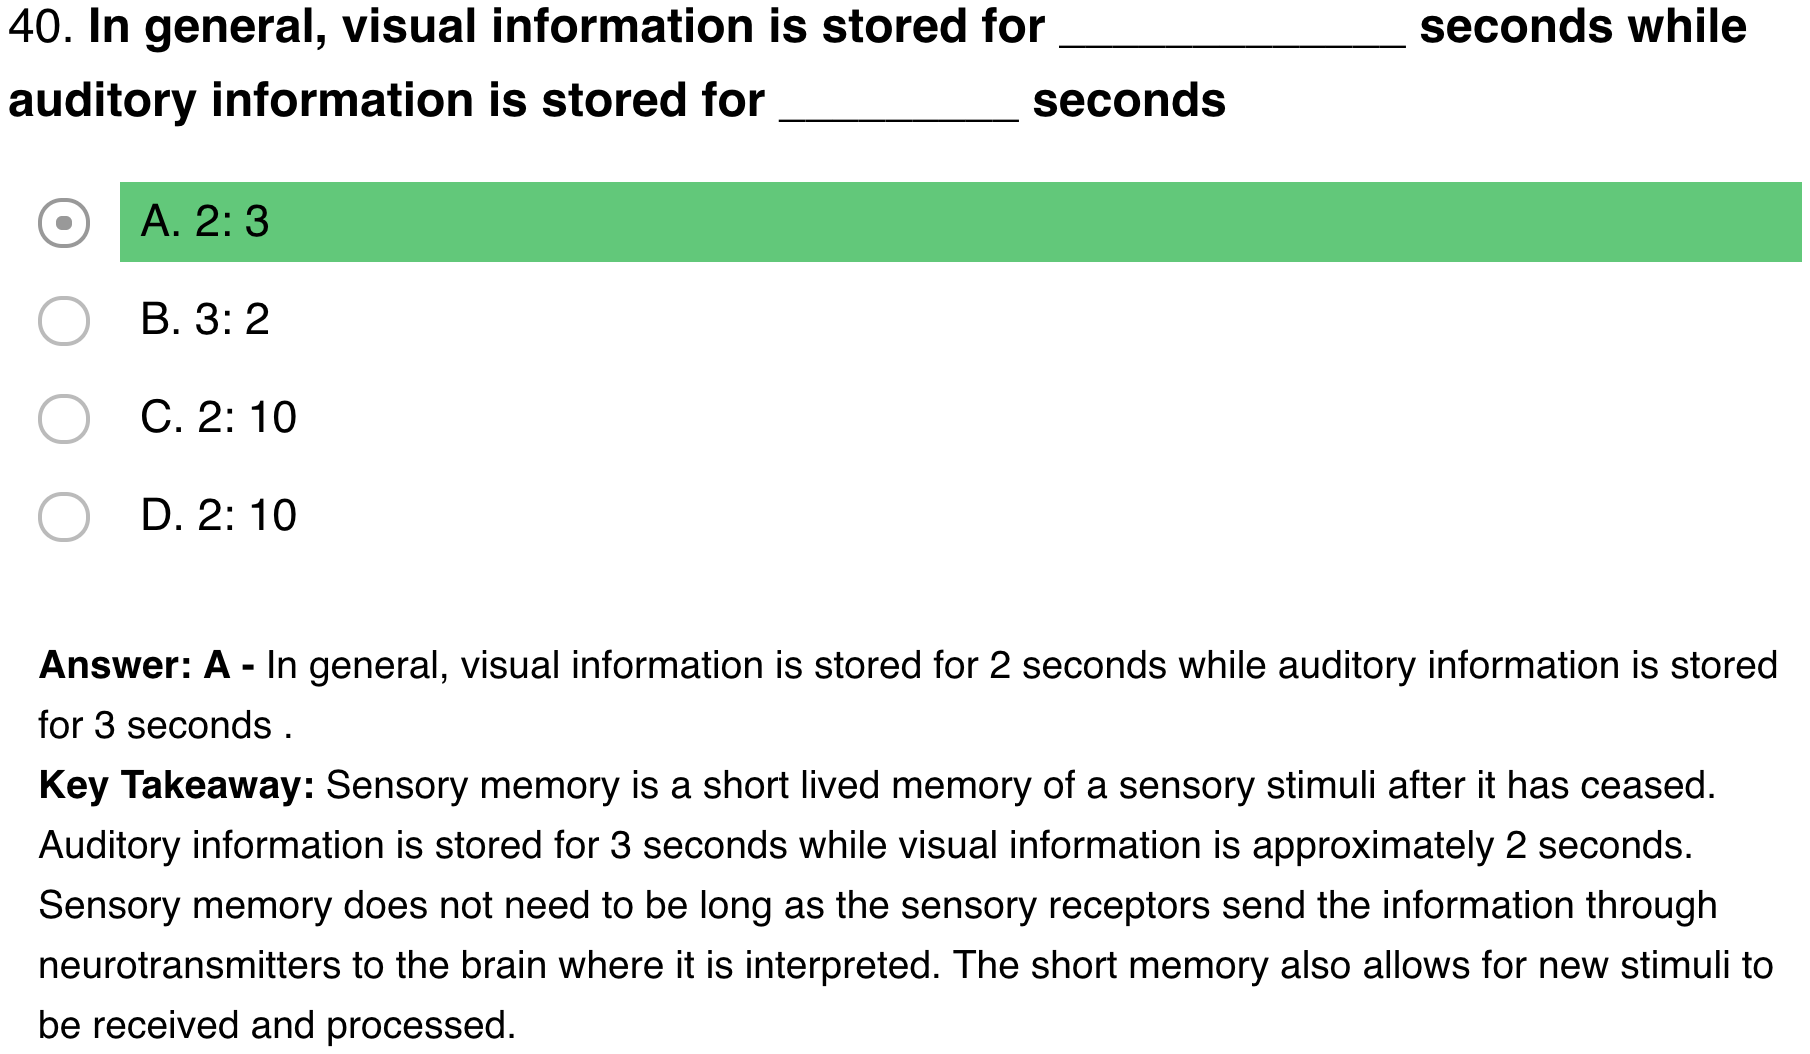 40. In general, visual information is stored for _____________ seconds while
auditory information is stored for _________ seconds
A. 2: 3
B. 3: 2
C. 2: 10
D. 2: 10
Answer: A - In general, visual information is stored for 2 seconds while auditory information is stored
for 3 seconds .
Key Takeaway: Sensory memory is a short lived memory of a sensory stimuli after it has ceased.
Auditory information is stored for 3 seconds while visual information is approximately 2 seconds.
Sensory memory does not need to be long as the sensory receptors send the information through
neurotransmitters to the brain where it is interpreted. The short memory also allows for new stimuli to
be received and processed.